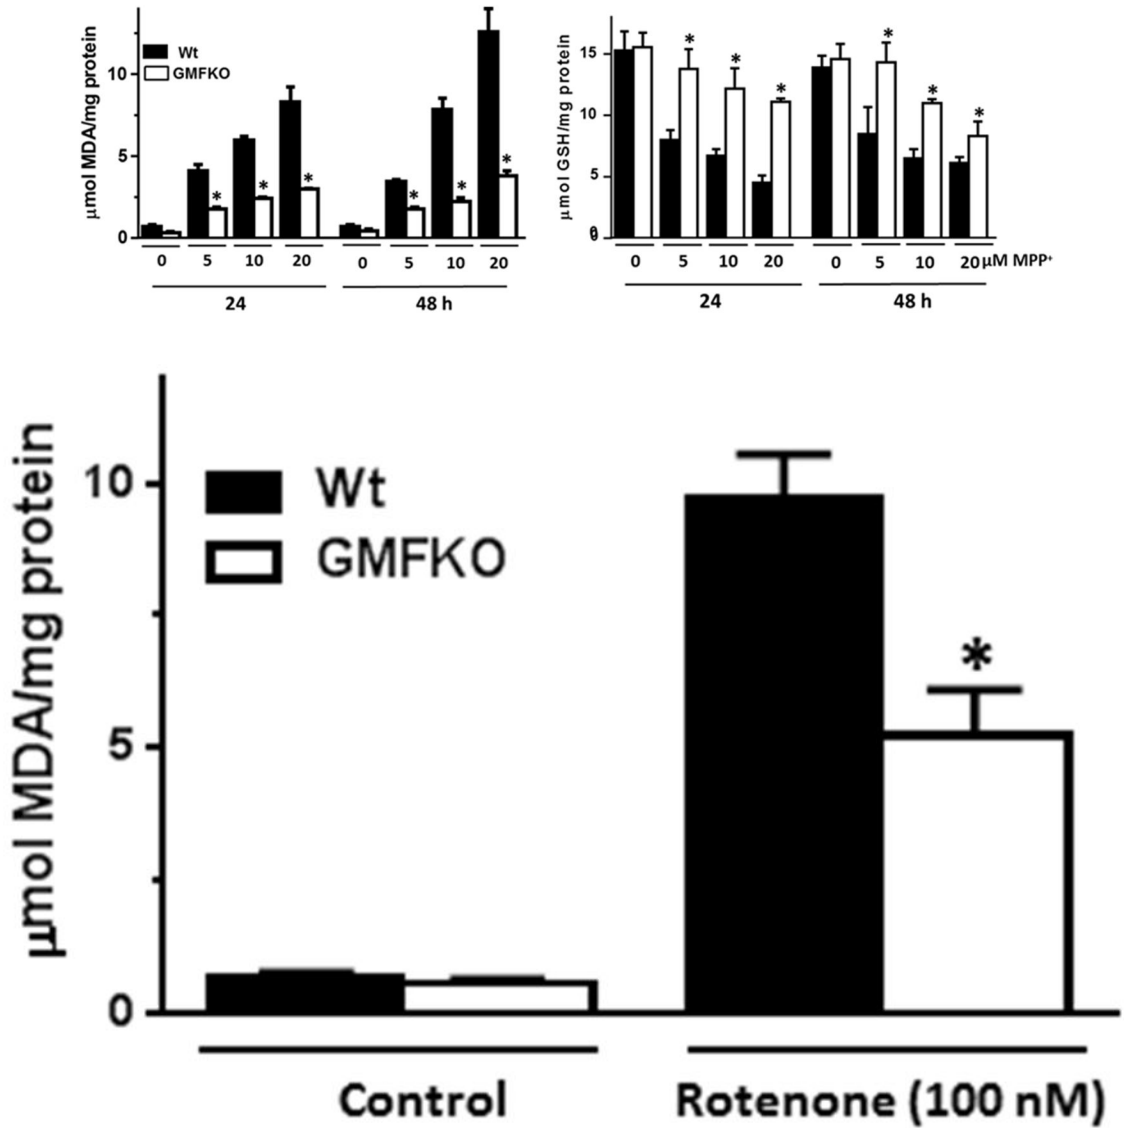 μmol MDA/mg protein
10
5
0
Wt
GMFKO
* * * * * *
0 5 10 20 0 5 10 20
24 48 h
μmol GSH/mg protein
15
10
5
0
* * * * * *
0 5 10 20 0 5 10 20 μM MPP⁺
24 48 h
μmol MDA/mg protein
10
5
0
Wt
GMFKO
*
Control Rotenone (100 nM)